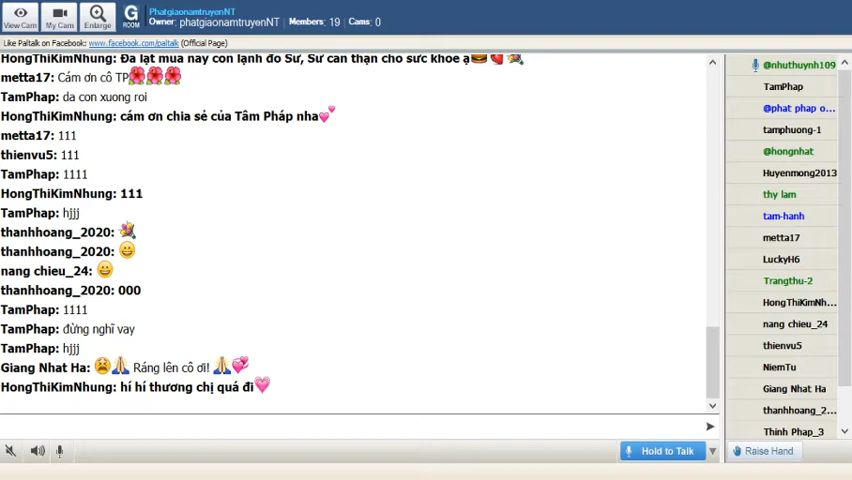 PhatgiaonamtruyenNT
Owner: phatgiaonamtruyenNT Members: 19 Cams: 0
View Cam
My Cam
Enlarge
G
ROOM
Like Paltalk on Facebook: www.facebook.com/paltalk (Official Page)
HongThiKimNhung: Đà lạt mùa này còn lạnh đó Sư, Sư cẩn thận cho sức khỏe ạ
metta17: Cám ơn cô TP
TamPhap: da con xuong roi
HongThiKimNhung: cám ơn chia sẻ của Tâm Pháp nha
metta17: 111
thienvu5: 111
TamPhap: 1111
HongThiKimNhung: 111
TamPhap: hjjj
thanhhoang_2020:
thanhhoang_2020:
nang chieu_24:
thanhhoang_2020: 000
TamPhap: 1111
TamPhap: đừng nghĩ vay
TamPhap: hjjj
Giang Nhat Ha: Ráng lên cô ơi!
HongThiKimNhung: hí hí thương chị quá đi
@nhuthuynh109
TamPhap
@phat phap o...
tamphuong-1
@hongnhat
Huyenmong2013
thy lam
tam-hanh
metta17
LuckyH6
Trangthu-2
HongThiKimNh...
nang chieu_24
thienvu5
NiemTu
Giang Nhat Ha
thanhhoang_2...
Thinh Phap_3
Hold to Talk
Raise Hand